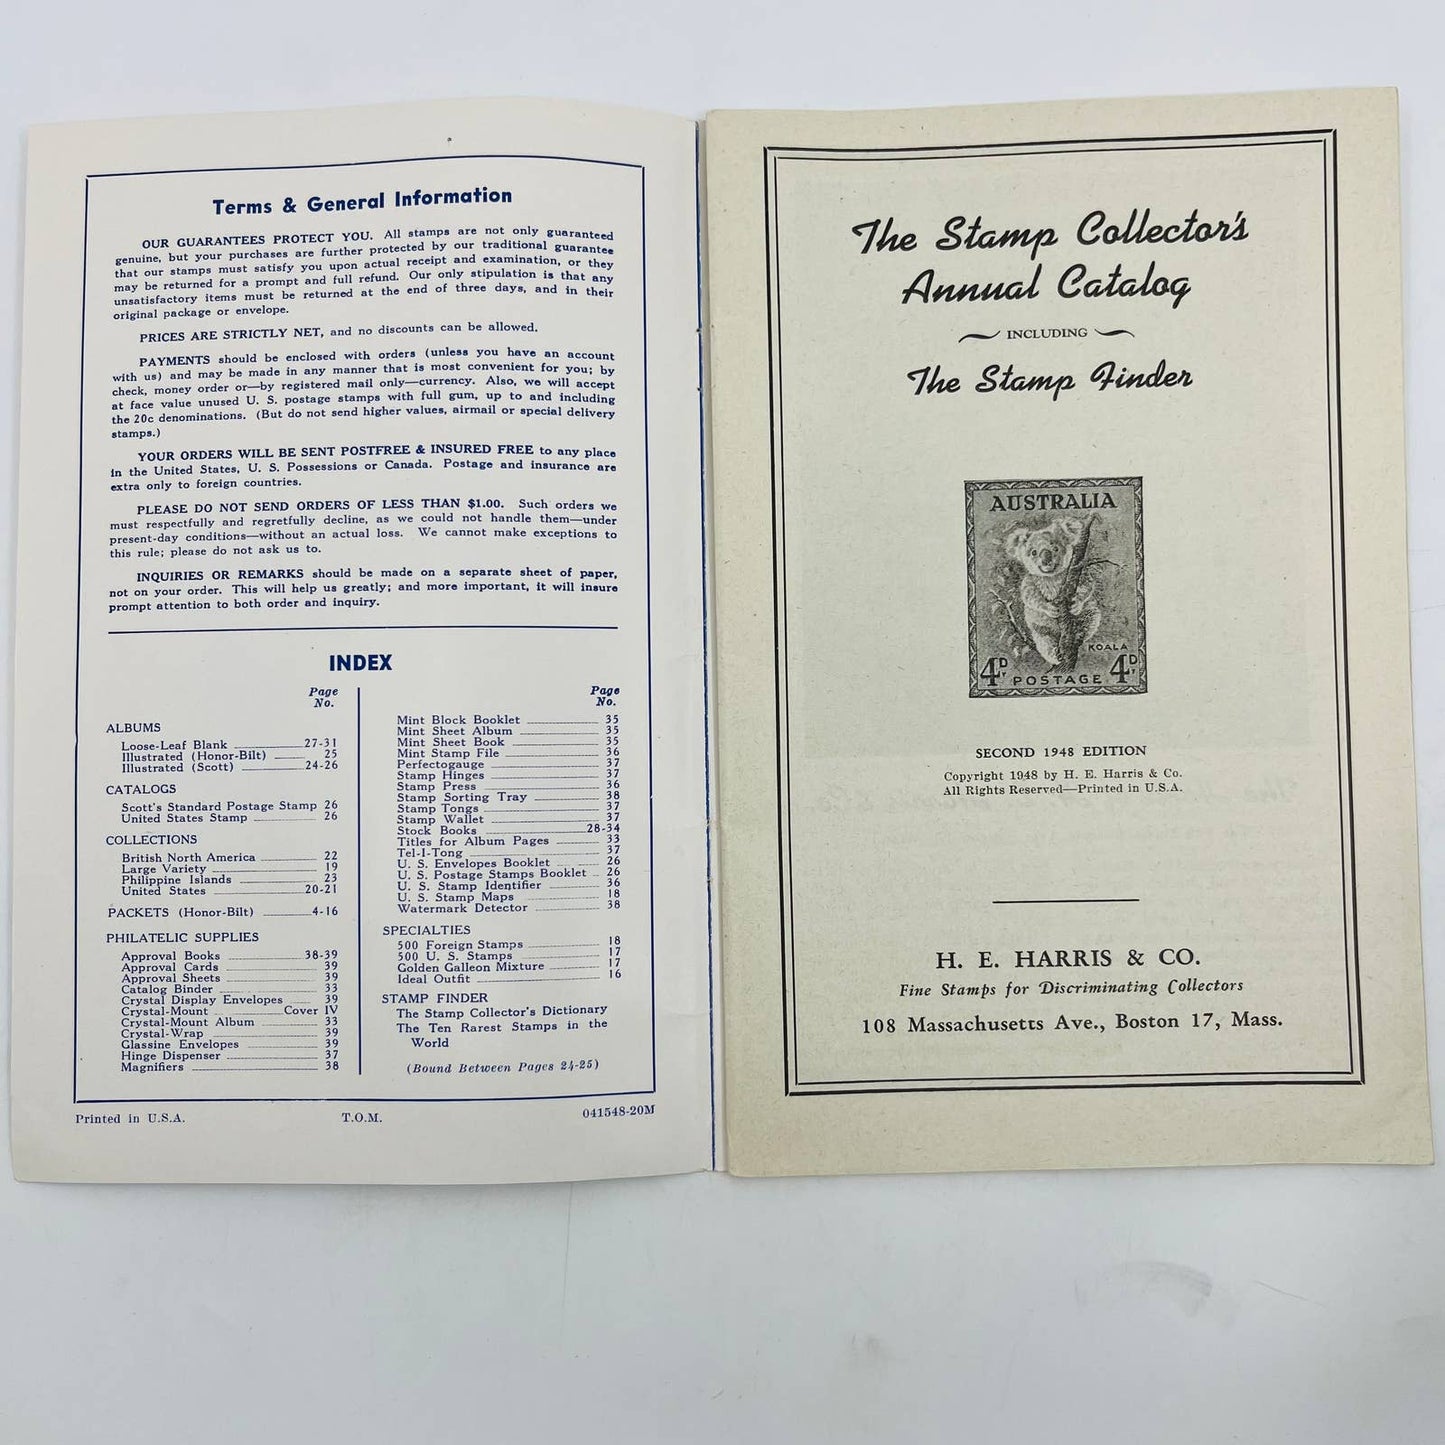 Terms & General Information
OUR GUARANTEES PROTECT YOU. All stamps are not only guaranteed
genuine, but your purchases are further protected by our traditional guarantee
that our stamps must satisfy you upon actual receipt and examination, or they
may be returned for a prompt and full refund. Our only stipulation is that any
unsatisfactory items must be returned at the end of three days, and in their
original package or envelope.
PRICES ARE STRICTLY NET, and no discounts can be allowed.
PAYMENTS should be enclosed with orders (unless you have an account
with us) and may be made in any manner that is most convenient for you; by
check, money order or—by registered mail only—currency. Also, we will accept
at face value unused U. S. postage stamps with full gum, up to and including
the 20c denominations. (But do not send higher values, airmail or special delivery
stamps.)
YOUR ORDERS WILL BE SENT POSTFREE & INSURED FREE to any place
in the United States, U. S. Possessions or Canada. Postage and insurance are
extra only to foreign countries.
PLEASE DO NOT SEND ORDERS OF LESS THAN $1.00. Such orders we
must respectfully and regretfully decline, as we could not handle them—under
present-day conditions—without an actual loss. We cannot make exceptions to
this rule; please do not ask us to.
INQUIRIES OR REMARKS should be made on a separate sheet of paper,
not on your order. This will help us greatly; and more important, it will insure
prompt attention to both order and inquiry.
INDEX
Page
No.
ALBUMS
Loose-Leaf Blank 27-31
Illustrated (Honor-Bilt) 25
Illustrated (Scott) 24-26
CATALOGS
Scott's Standard Postage Stamp 26
United States Stamp 26
COLLECTIONS
British North America 22
Large Variety 19
Philippine Islands 23
United States 20-21
PACKETS (Honor-Bilt) 4-16
PHILATELIC SUPPLIES
Approval Books 38-39
Approval Cards 39
Approval Sheets 39
Catalog Binder 33
Crystal Display Envelopes 39
Crystal-Mount Cover IV
Crystal-Mount Album 33
Crystal-Wrap 39
Glassine Envelopes 39
Hinge Dispenser 37
Magnifiers 38
Page
No.
Mint Block Booklet 35
Mint Sheet Album 35
Mint Sheet Book 35
Mint Stamp File 36
Perfectogauge 37
Stamp Hinges 37
Stamp Press 36
Stamp Sorting Tray 38
Stamp Tongs 37
Stamp Wallet 37
Stock Books 28-34
Titles for Album Pages 33
Tel-I-Tong 37
U. S. Envelopes Booklet 26
U. S. Postage Stamps Booklet 26
U. S. Stamp Identifier 36
U. S. Stamp Maps 18
Watermark Detector 38
SPECIALTIES
500 Foreign Stamps 18
500 U. S. Stamps 17
Golden Galleon Mixture 17
Ideal Outfit 16
STAMP FINDER
The Stamp Collector's Dictionary
The Ten Rarest Stamps in the
World
(Bound Between Pages 24-25)
Printed in U.S.A. T.O.M. 041548-20M
The Stamp Collector's
Annual Catalog
INCLUDING
The Stamp Finder
AUSTRALIA
KOALA
4D 4D
POSTAGE
SECOND 1948 EDITION
Copyright 1948 by H. E. Harris & Co.
All Rights Reserved—Printed in U.S.A.
H. E. HARRIS & CO.
Fine Stamps for Discriminating Collectors
108 Massachusetts Ave., Boston 17, Mass.